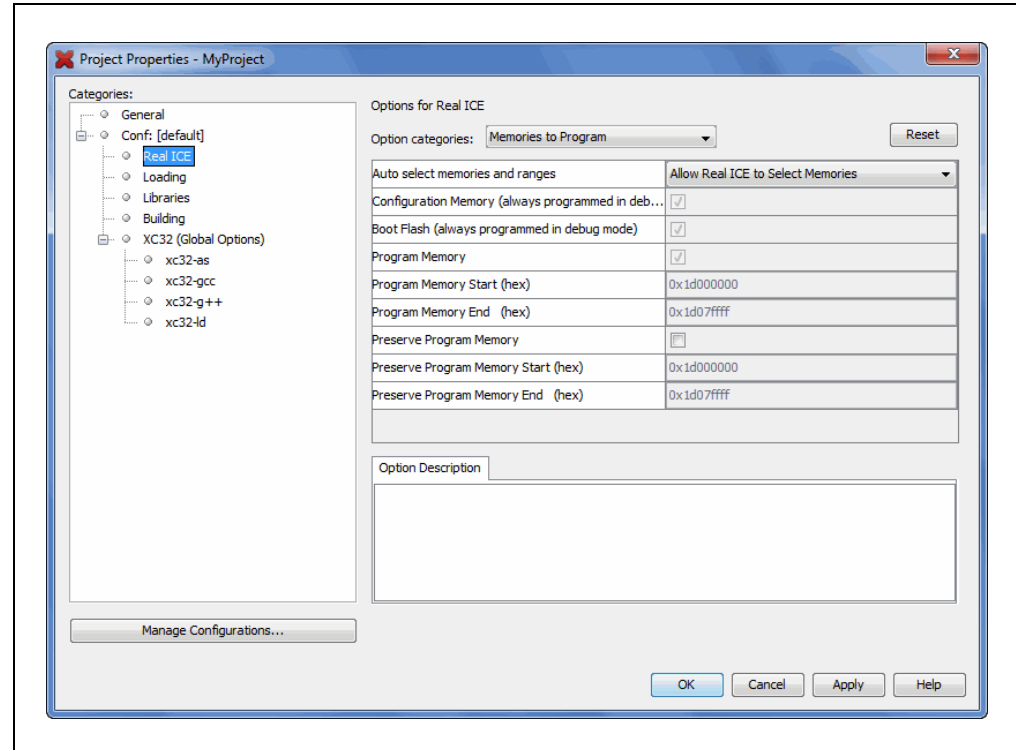 Project Properties - MyProject
Categories:
General
Conf: [default]
Real ICE
Loading
Libraries
Building
XC32 (Global Options)
xc32-as
xc32-gcc
xc32-g++
xc32-ld
Manage Configurations...
Options for Real ICE
Option categories: Memories to Program
Reset
Auto select memories and ranges Allow Real ICE to Select Memories
Configuration Memory (always programmed in deb...
Boot Flash (always programmed in debug mode)
Program Memory
Program Memory Start (hex) 0x1d000000
Program Memory End (hex) 0x1d07ffff
Preserve Program Memory
Preserve Program Memory Start (hex) 0x1d000000
Preserve Program Memory End (hex) 0x1d07ffff
Option Description
OK Cancel Apply Help